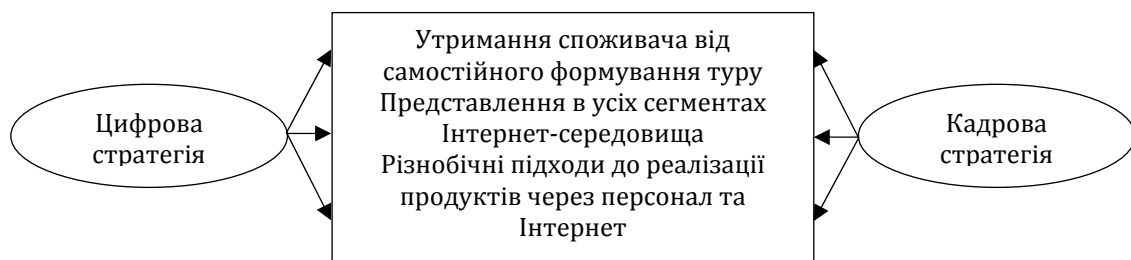 Цифрова
стратегія
Утримання споживача від
самостійного формування туру
Представлення в усіх сегментах
Інтернет-середовища
Різнобічні підходи до реалізації
продуктів через персонал та
Інтернет
Кадрова
стратегія